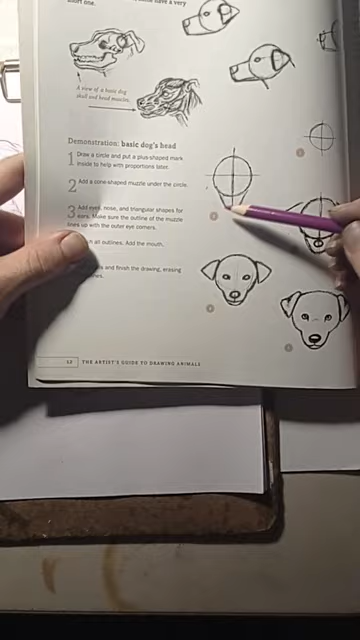 short one.
A view of a basic dog
skull and head muscles.
Demonstration: basic dog's head
1 Draw a circle and put a plus-shaped mark
inside to help with proportions later.
2 Add a cone-shaped muzzle under the circle.
3 Add eyes, nose, and triangular shapes for
ears. Make sure the outline of the muzzle
lines up with the outer eye corners.
all outlines. Add the mouth.
and finish the drawing, erasing
12 THE ARTIST'S GUIDE TO DRAWING ANIMALS